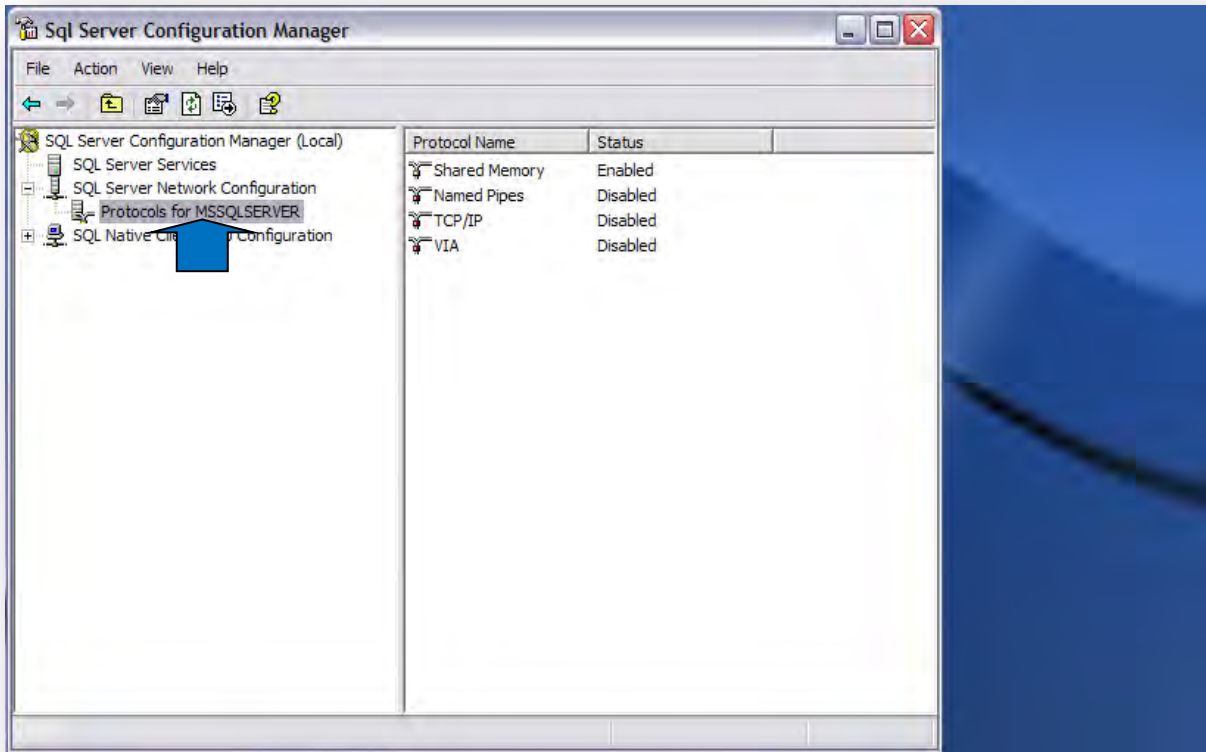 Sql Server Configuration Manager
File Action View Help
SQL Server Configuration Manager (Local)
SQL Server Services
SQL Server Network Configuration
Protocols for MSSQLSERVER
SQL Native Configuration
Protocol Name Status
Shared Memory Enabled
Named Pipes Disabled
TCP/IP Disabled
VIA Disabled